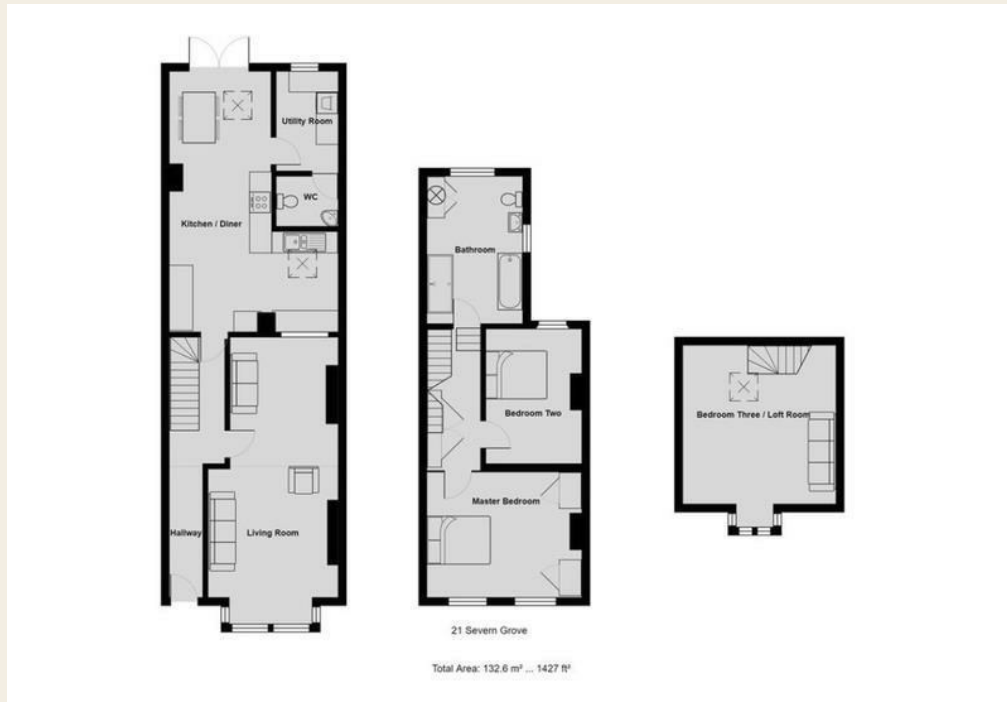 Utility Room
WC
Kitchen / Diner
Hallway
Living Room
Bathroom
Bedroom Two
Master Bedroom
Bedroom Three / Loft Room
21 Severn Grove
Total Area: 132.6 m² ... 1427 ft²